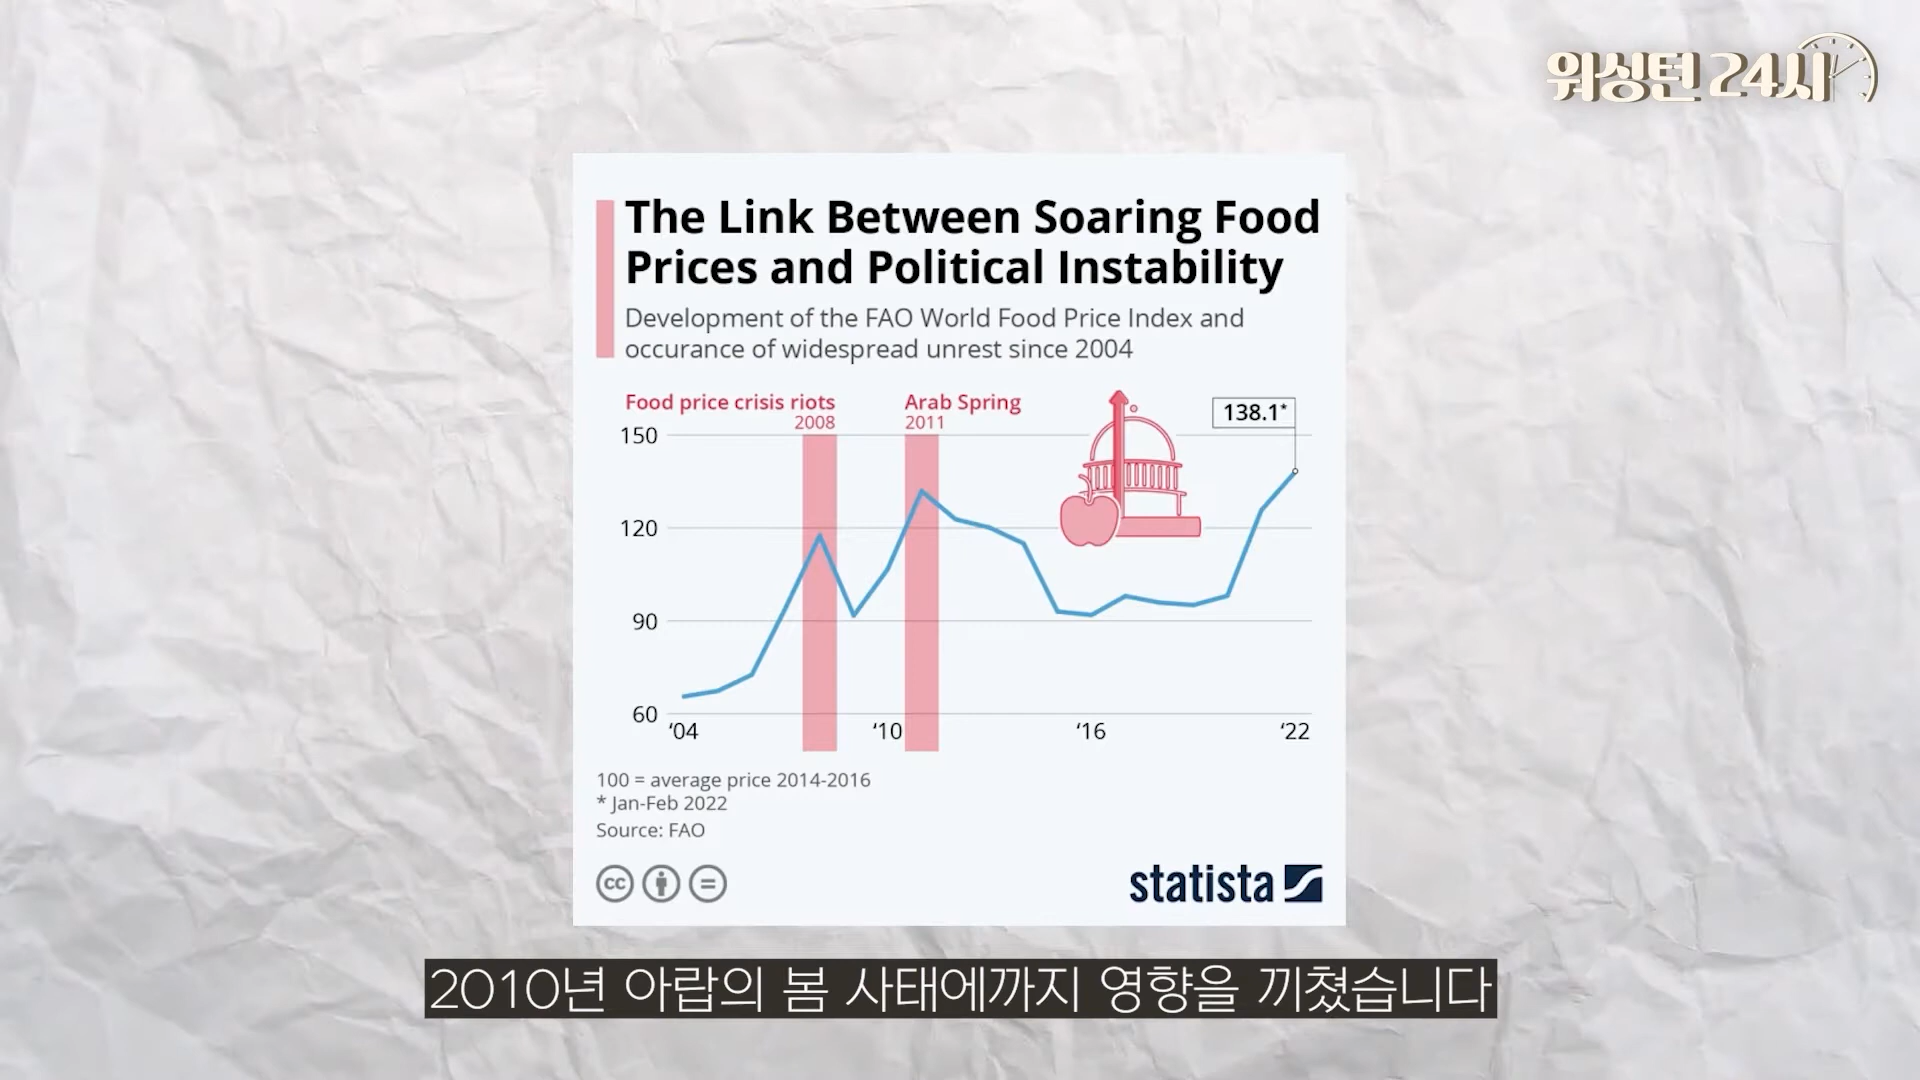 워싱턴 24시
The Link Between Soaring Food
Prices and Political Instability
Development of the FAO World Food Price Index and
occurance of widespread unrest since 2004
Food price crisis riots
2008
Arab Spring
2011
138.1*
150
120
90
60
‘04
‘10
‘16
‘22
100 = average price 2014-2016
* Jan-Feb 2022
Source: FAO
cc
statista
2010년 아랍의 봄 사태에까지 영향을 끼쳤습니다